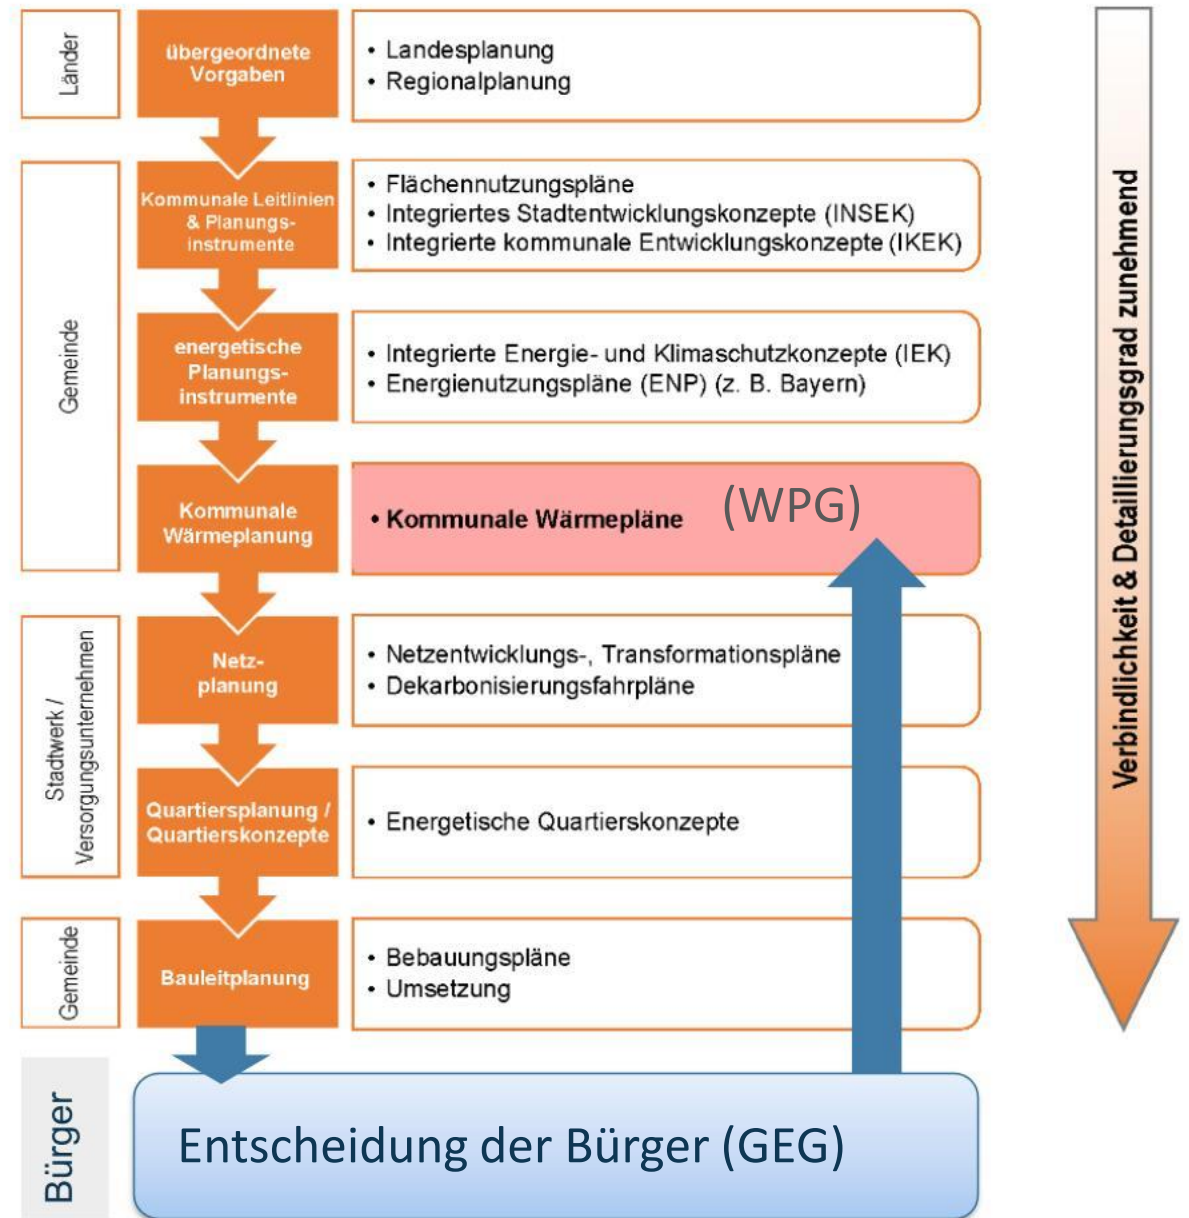 Länder
übergeordnete
Vorgaben
• Landesplanung
• Regionalplanung
Gemeinde
Kommunale Leitlinien
& Planungs-
instrumente
• Flächennutzungspläne
• Integriertes Stadtentwicklungskonzepte (INSEK)
• Integrierte kommunale Entwicklungskonzepte (IKEK)
energetische
Planungs-
instrumente
• Integrierte Energie- und Klimaschutzkonzepte (IEK)
• Energienutzungspläne (ENP) (z. B. Bayern)
Kommunale
Wärmeplanung
• Kommunale Wärmepläne (WPG)
Stadtwerk /
Versorgungsunternehmen
Netz-
planung
• Netzentwicklungs-, Transformationspläne
• Dekarbonisierungsfahrpläne
Quartiersplanung /
Quartierskonzepte
• Energetische Quartierskonzepte
Gemeinde
Bauleitplanung
• Bebauungspläne
• Umsetzung
Bürger
Entscheidung der Bürger (GEG)
Verbindlichkeit & Detaillierungsgrad zunehmend